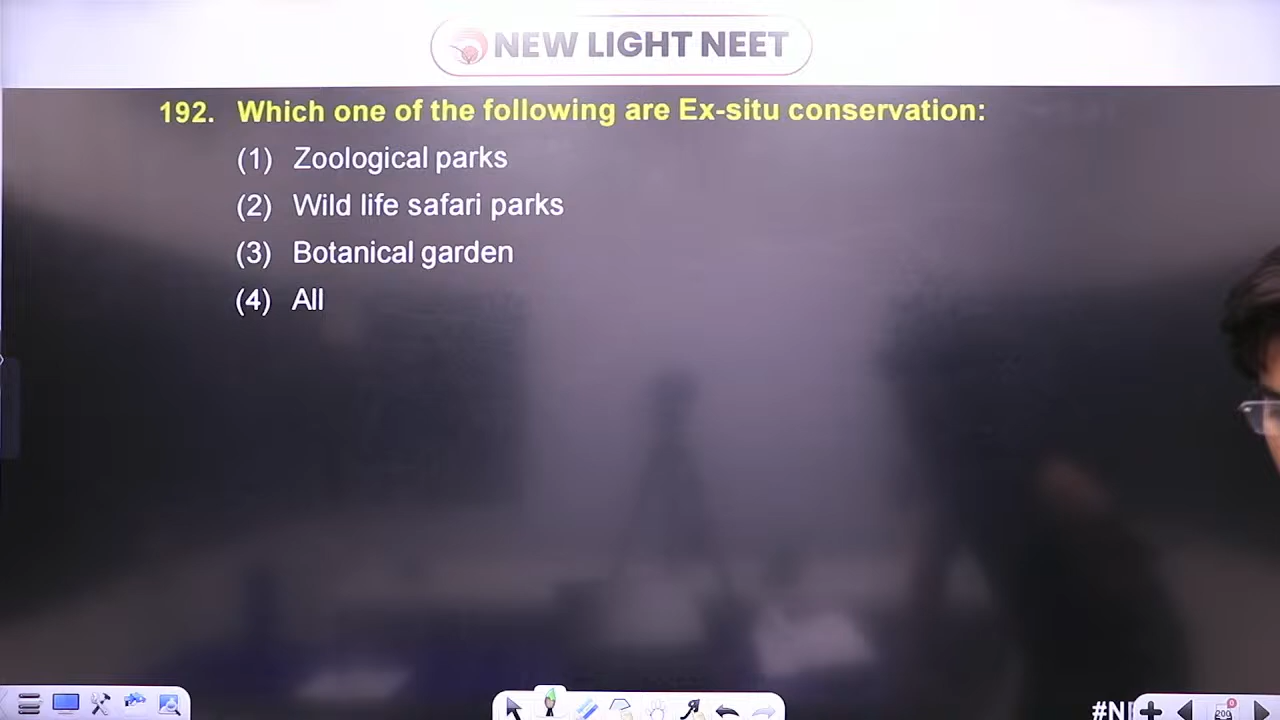 NEW LIGHT NEET
192. Which one of the following are Ex-situ conservation:
(1) Zoological parks
(2) Wild life safari parks
(3) Botanical garden
(4) All
200